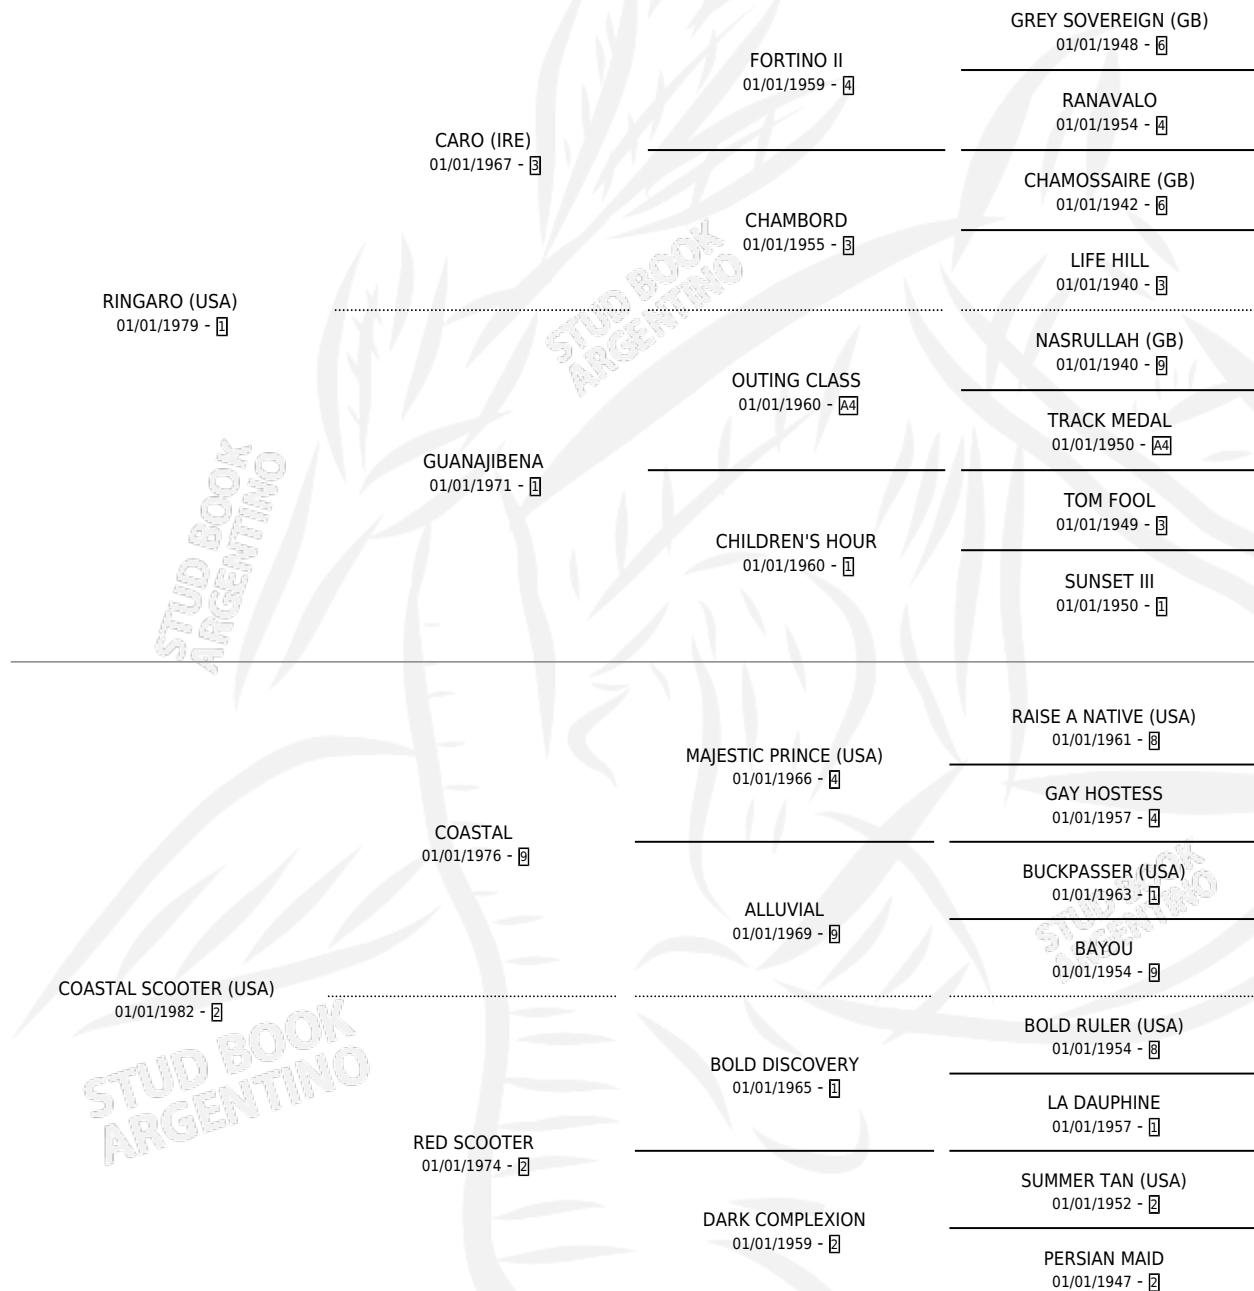 RINGARO (USA)
01/01/1979 - 1
CARO (IRE)
01/01/1967 - 3
GUANAJIBENA
01/01/1971 - 1
FORTINO II
01/01/1959 - 4
CHAMBORD
01/01/1955 - 3
OUTING CLASS
01/01/1960 - A4
CHILDREN'S HOUR
01/01/1960 - 1
GREY SOVEREIGN (GB)
01/01/1948 - 6
RANAVALO
01/01/1954 - 4
CHAMOSSAIRE (GB)
01/01/1942 - 6
LIFE HILL
01/01/1940 - 3
NASRULLAH (GB)
01/01/1940 - 9
TRACK MEDAL
01/01/1950 - A4
TOM FOOL
01/01/1949 - 3
SUNSET III
01/01/1950 - 1
STUD BOOK
ARGENTINO
STUD BOOK
ARGENTINO
COASTAL SCOOTER (USA)
01/01/1982 - 2
COASTAL
01/01/1976 - 9
RED SCOOTER
01/01/1974 - 2
MAJESTIC PRINCE (USA)
01/01/1966 - 4
ALLUVIAL
01/01/1969 - 9
BOLD DISCOVERY
01/01/1965 - 1
DARK COMPLEXION
01/01/1959 - 2
RAISE A NATIVE (USA)
01/01/1961 - 8
GAY HOSTESS
01/01/1957 - 4
BUCKPASSER (USA)
01/01/1963 - 1
BAYOU
01/01/1954 - 9
BOLD RULER (USA)
01/01/1954 - 8
LA DAUPHINE
01/01/1957 - 1
SUMMER TAN (USA)
01/01/1952 - 2
PERSIAN MAID
01/01/1947 - 2
STUD BOOK
ARGENTINO
STUD BOOK
ARGENTINO